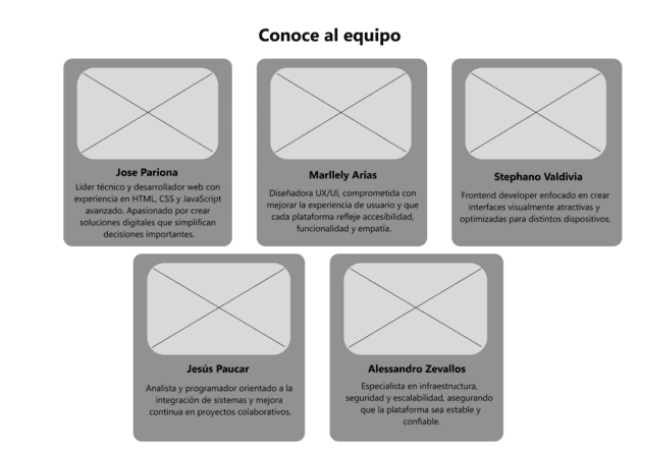 Conoce al equipo
Jose Pariona
Líder técnico y desarrollador web con
experiencia en HTML, CSS y JavaScript
avanzado. Apasionado por crear
soluciones digitales que simplifican
decisiones importantes.
Marllely Arias
Diseñadora UX/UI, comprometida con
mejorar la experiencia de usuario y que
cada plataforma refleje accesibilidad,
funcionalidad y empatía.
Stephano Valdivia
Frontend developer enfocado en crear
interfaces visualmente atractivas y
optimizadas para distintos dispositivos.
Jesús Paucar
Analista y programador orientado a la
integración de sistemas y mejora
continua en proyectos colaborativos.
Alessandro Zevallos
Especialista en infraestructura,
seguridad y escalabilidad, asegurando
que la plataforma sea estable y
confiable.